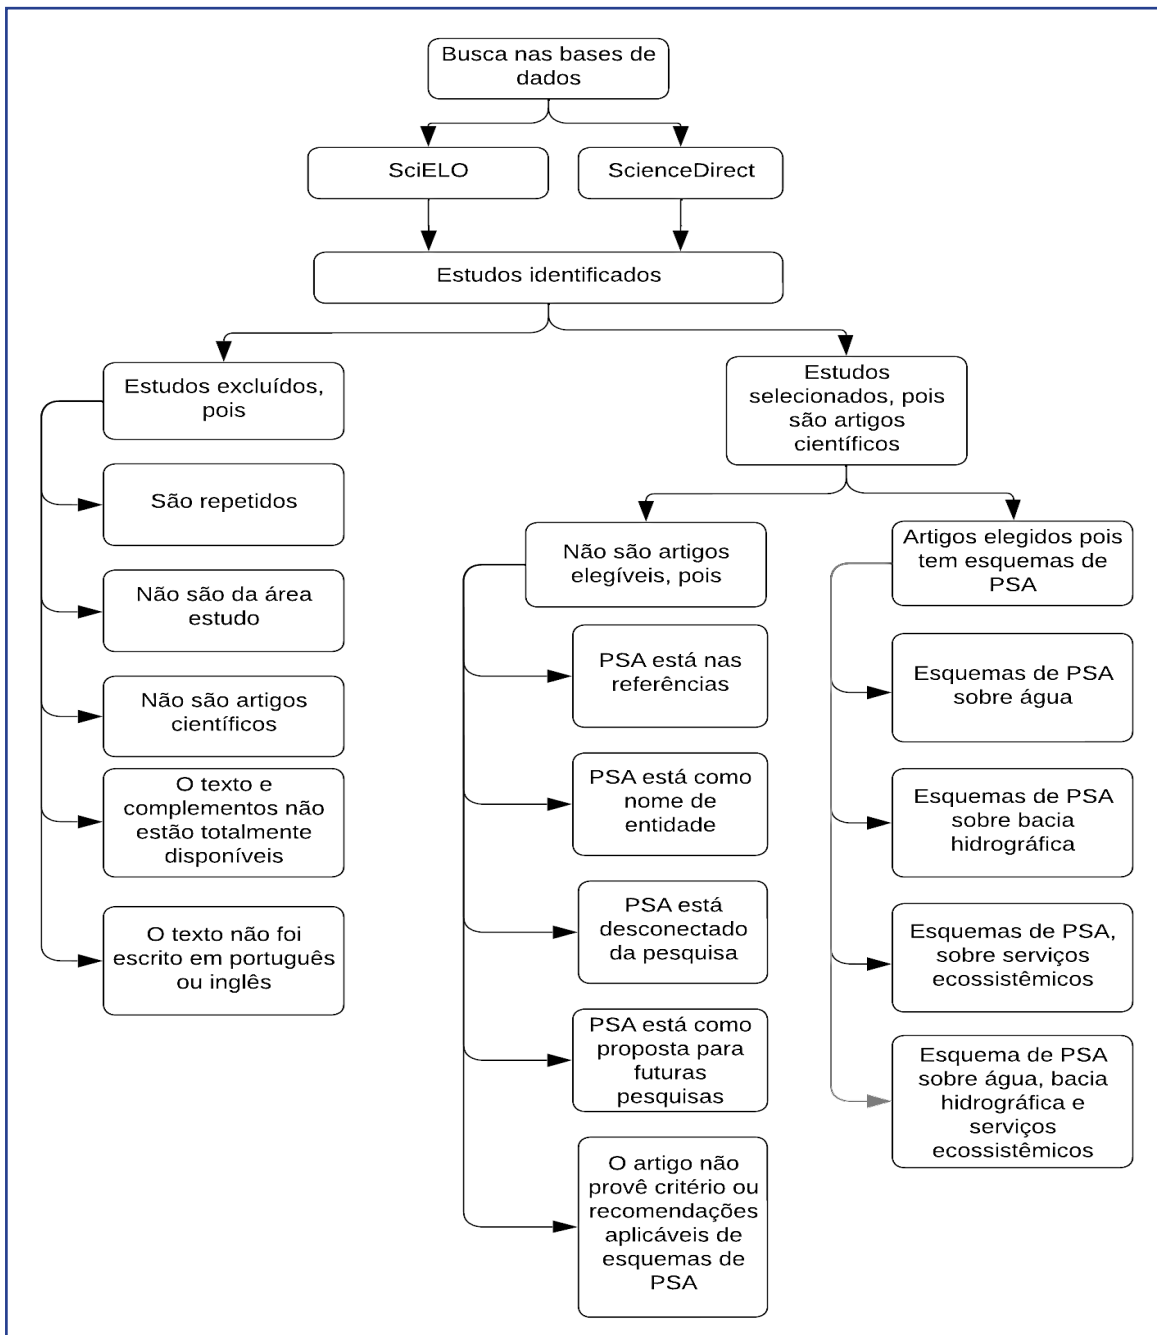 Busca nas bases de
dados
SciELO
ScienceDirect
Estudos identificados
Estudos excluídos,
pois
São repetidos
Não são da área
estudo
Não são artigos
científicos
O texto e
complementos não
estão totalmente
disponíveis
O texto não foi
escrito em português
ou inglês
Estudos
selecionados, pois
são artigos
científicos
Não são artigos
elegíveis, pois
PSA está nas
referências
PSA está como
nome de
entidade
PSA está
desconectado
da pesquisa
PSA está como
proposta para
futuras
pesquisas
O artigo não
provê critério ou
recomendações
aplicáveis de
esquemas de
PSA
Artigos elegidos pois
tem esquemas de
PSA
Esquemas de PSA
sobre água
Esquemas de PSA
sobre bacia
hidrográfica
Esquemas de PSA,
sobre serviços
ecossistêmicos
Esquema de PSA
sobre água, bacia
hidrográfica e
serviços
ecossistêmicos